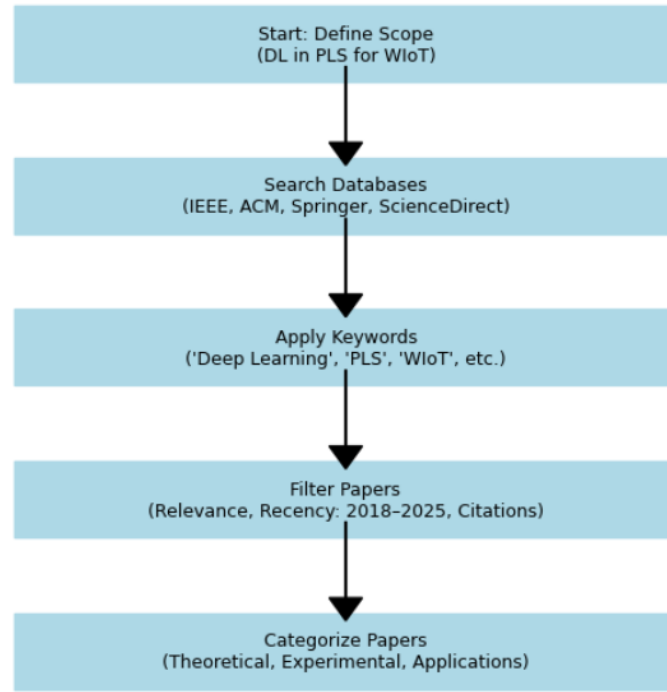 Start: Define Scope
(DL in PLS for WIoT)
Search Databases
(IEEE, ACM, Springer, ScienceDirect)
Apply Keywords
('Deep Learning', 'PLS', 'WIoT', etc.)
Filter Papers
(Relevance, Recency: 2018–2025, Citations)
Categorize Papers
(Theoretical, Experimental, Applications)